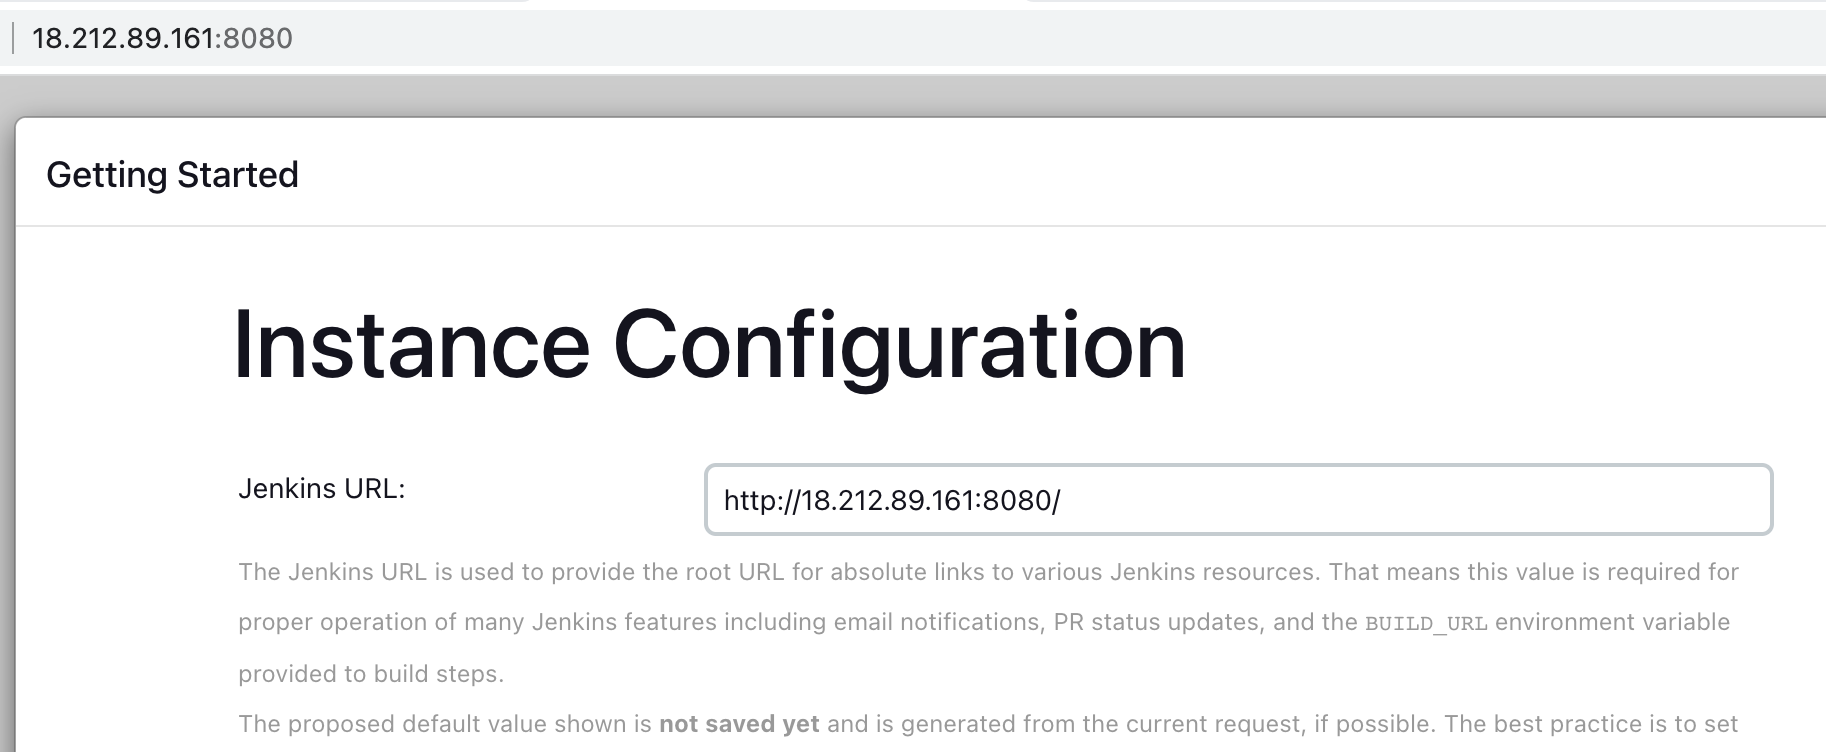 18.212.89.161:8080
Getting Started
Instance Configuration
Jenkins URL:
http://18.212.89.161:8080/
The Jenkins URL is used to provide the root URL for absolute links to various Jenkins resources. That means this value is required for
proper operation of many Jenkins features including email notifications, PR status updates, and the BUILD_URL environment variable
provided to build steps.
The proposed default value shown is not saved yet and is generated from the current request, if possible. The best practice is to set